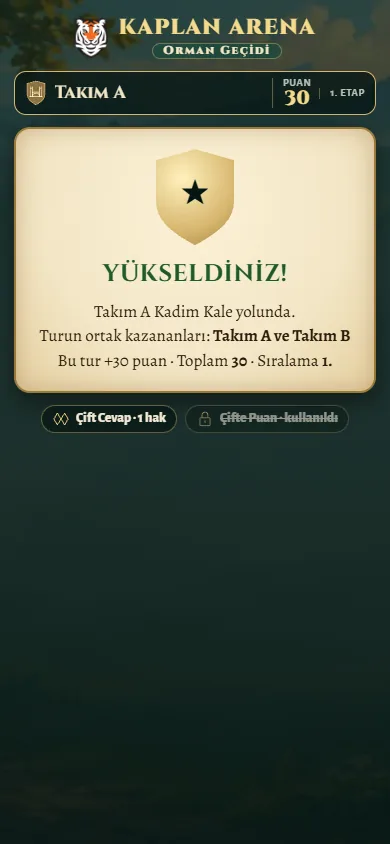 KAPLAN ARENA
Orman Geçidi
Takım A
PUAN
30
1. ETAP
YÜKSELDİNİZ!
Takım A Kadim Kale yolunda.
Turun ortak kazananları: Takım A ve Takım B
Bu tur +30 puan · Toplam 30 · Sıralama 1.
Çift Cevap · 1 hak
Çifte Puan · kullanıldı